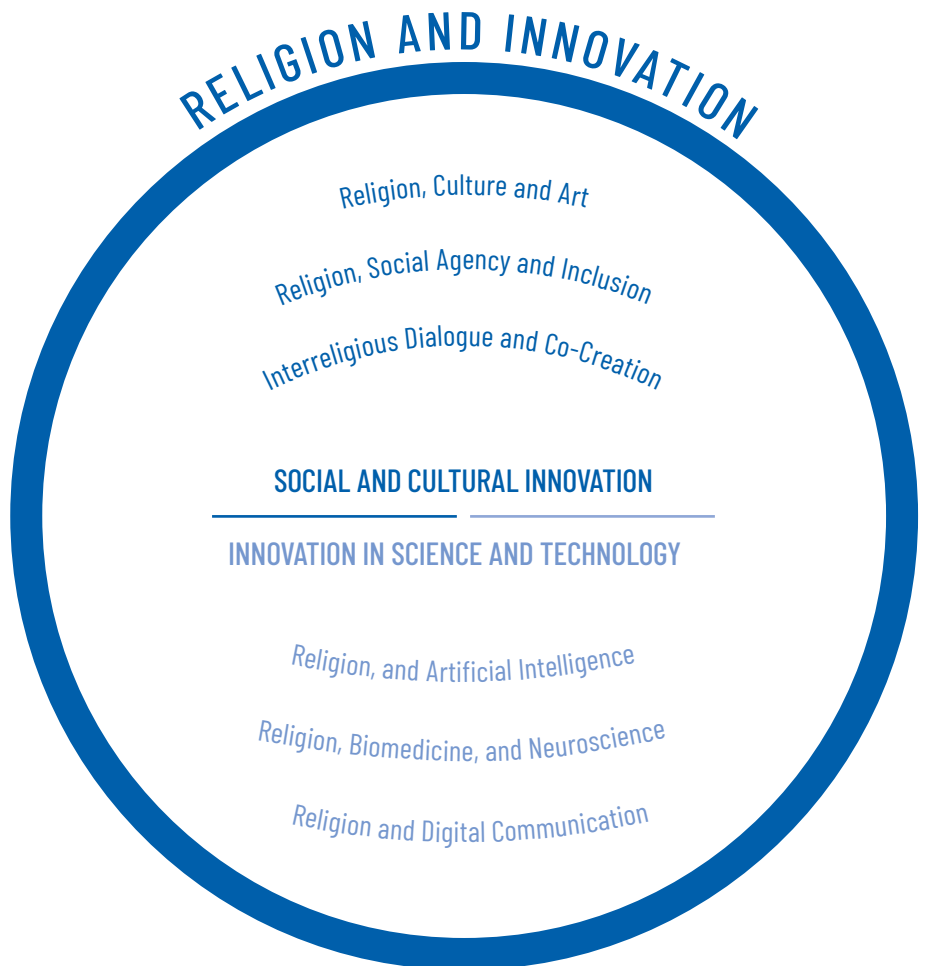 RELIGION AND INNOVATION
Religion, Culture and Art
Religion, Social Agency and Inclusion
Interreligious Dialogue and Co-Creation
SOCIAL AND CULTURAL INNOVATION
INNOVATION IN SCIENCE AND TECHNOLOGY
Religion, and Artificial Intelligence
Religion, Biomedicine, and Neuroscience
Religion and Digital Communication